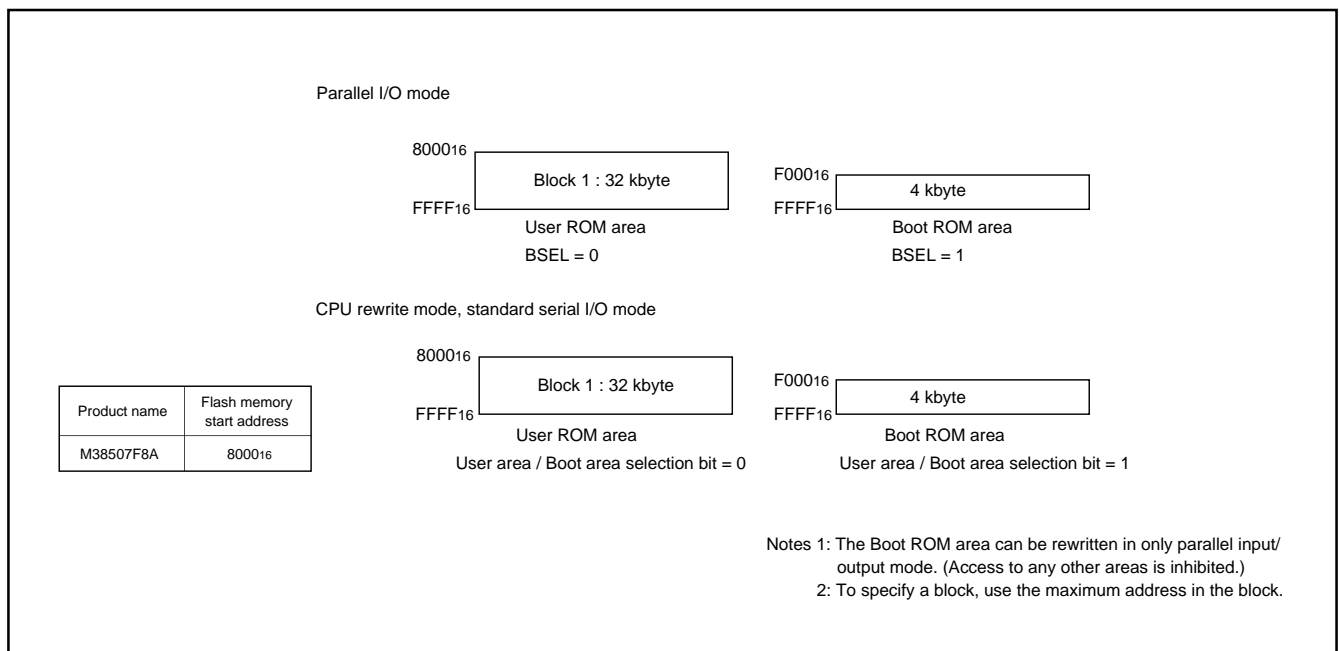 Parallel I/O mode
800016
Block 1 : 32 kbyte
FFFF16
User ROM area
BSEL = 0
F00016
4 kbyte
FFFF16
Boot ROM area
BSEL = 1
CPU rewrite mode, standard serial I/O mode
800016
Block 1 : 32 kbyte
FFFF16
User ROM area
User area / Boot area selection bit = 0
F00016
4 kbyte
FFFF16
Boot ROM area
User area / Boot area selection bit = 1
Product name
Flash memory
start address
M38507F8A
800016
Notes 1: The Boot ROM area can be rewritten in only parallel input/
output mode. (Access to any other areas is inhibited.)
2: To specify a block, use the maximum address in the block.